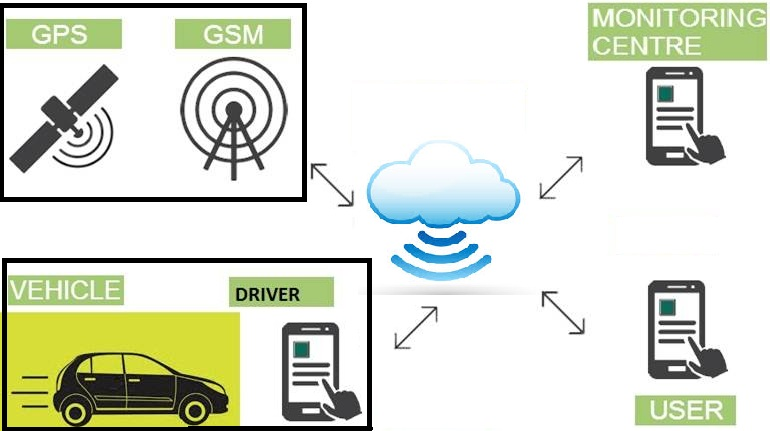 GPS
GSM
MONITORING
CENTRE
VEHICLE
DRIVER
USER